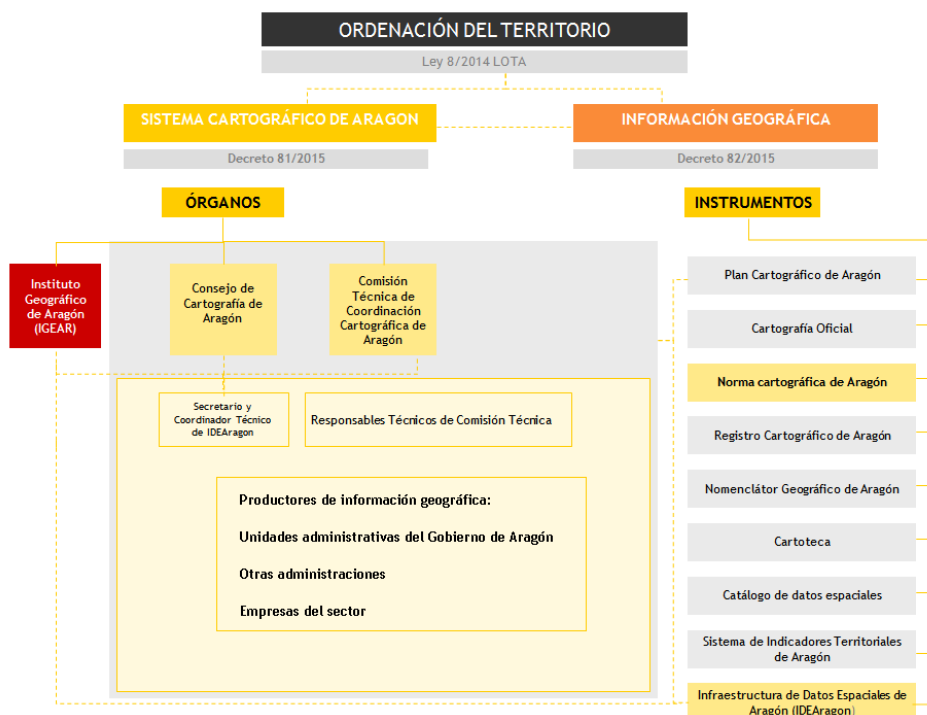 ORDENACIÓN DEL TERRITORIO
Ley 8/2014 LOTA
SISTEMA CARTOGRÁFICO DE ARAGON
Decreto 81/2015
INFORMACIÓN GEOGRÁFICA
Decreto 82/2015
ÓRGANOS
Instituto
Geográfico
de Aragón
(IGEAR)
Consejo de
Cartografía de
Aragón
Comisión
Técnica de
Coordinación
Cartográfica de
Aragón
Secretario y
Coordinador Técnico
de IDEAragon
Responsables Técnicos de Comisión Técnica
Productores de información geográfica:
Unidades administrativas del Gobierno de Aragón
Otras administraciones
Empresas del sector
INSTRUMENTOS
Plan Cartográfico de Aragón
Cartografía Oficial
Norma cartográfica de Aragón
Registro Cartográfico de Aragón
Nomenclátor Geográfico de Aragón
Cartoteca
Catálogo de datos espaciales
Sistema de Indicadores Territoriales
de Aragón
Infraestructura de Datos Espaciales de
Aragón (IDEAragon)